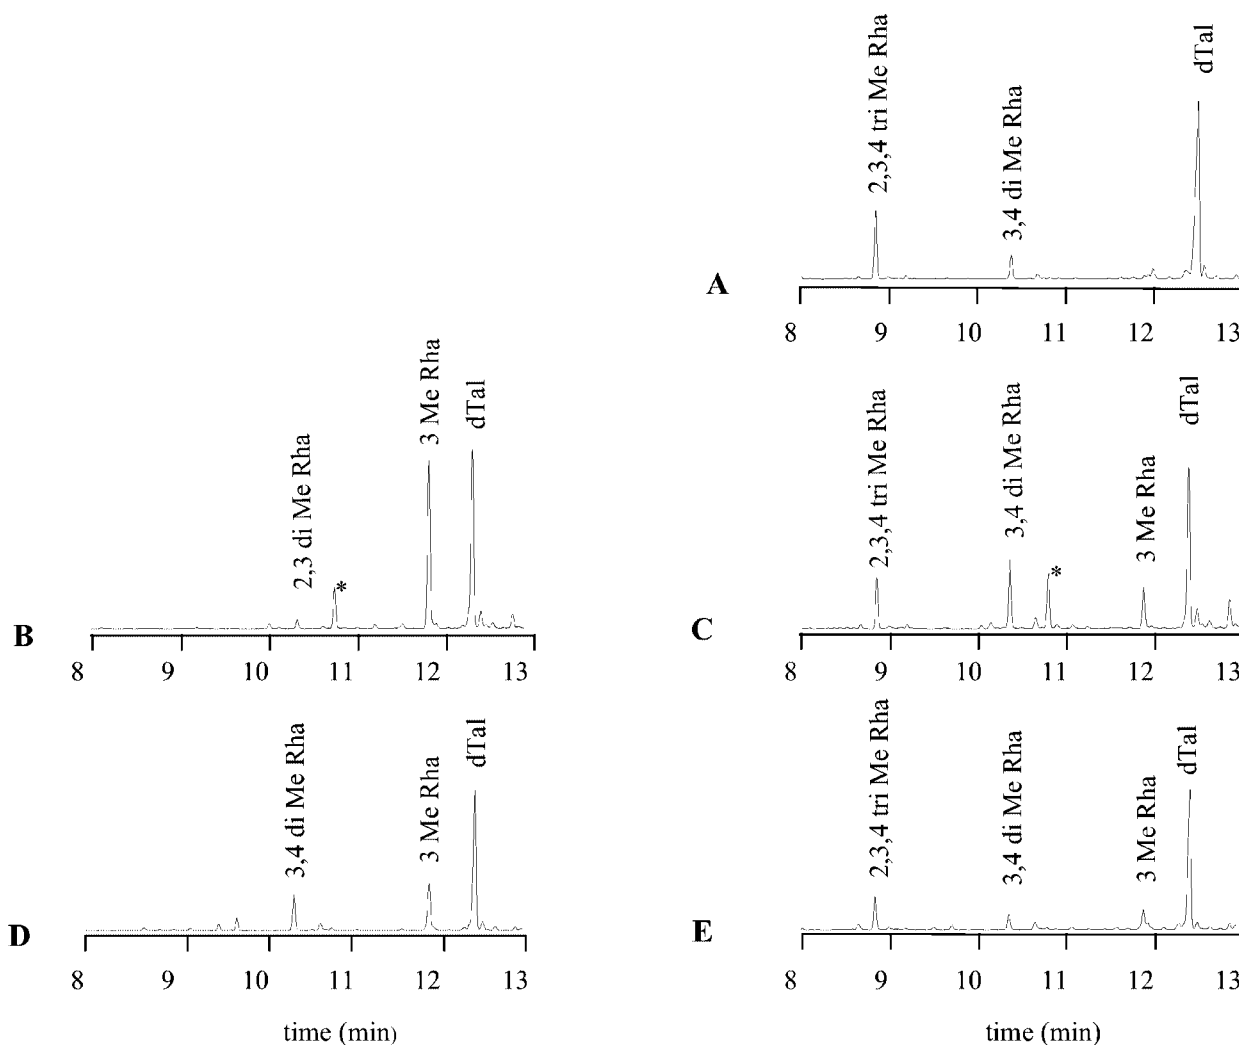 2,3,4 tri Me Rha
3,4 di Me Rha
dTal
A
8 9 10 11 12 13
2,3 di Me Rha
*
3 Me Rha
dTal
B
8 9 10 11 12 13
2,3,4 tri Me Rha
3,4 di Me Rha
*
3 Me Rha
dTal
C
8 9 10 11 12 13
3,4 di Me Rha
3 Me Rha
dTal
D
8 9 10 11 12 13
time (min)
2,3,4 tri Me Rha
3,4 di Me Rha
3 Me Rha
dTal
E
8 9 10 11 12 13
time (min)